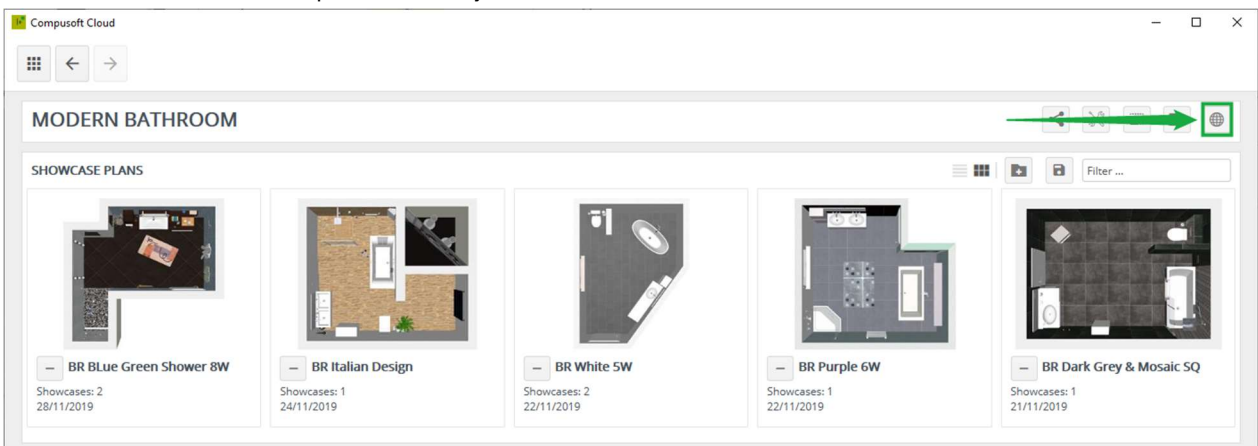 Compusoft Cloud
MODERN BATHROOM
SHOWCASE PLANS
Filter ...
BR BLue Green Shower 8W
Showcases: 2
28/11/2019
BR Italian Design
Showcases: 1
24/11/2019
BR White 5W
Showcases: 2
22/11/2019
BR Purple 6W
Showcases: 1
22/11/2019
BR Dark Grey & Mosaic SQ
Showcases: 1
21/11/2019